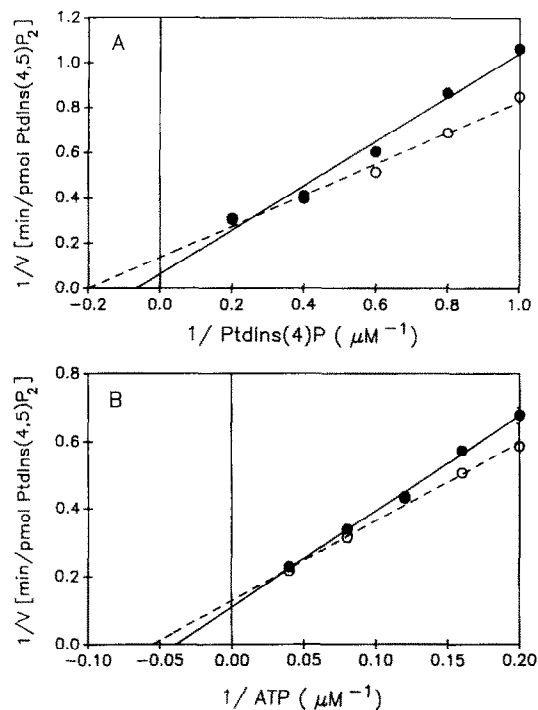 A
1/V [min/pmol PtdIns(4,5)P₂]
1.2
1.0
0.8
0.6
0.4
0.2
0.0
-0.2 0.0 0.2 0.4 0.6 0.8 1.0
1/ PtdIns(4)P (μM⁻¹)
B
1/V [min/pmol PtdIns(4,5)P₂]
0.8
0.6
0.4
0.2
0.0
-0.10 -0.05 0.00 0.05 0.10 0.15 0.20
1/ ATP (μM⁻¹)